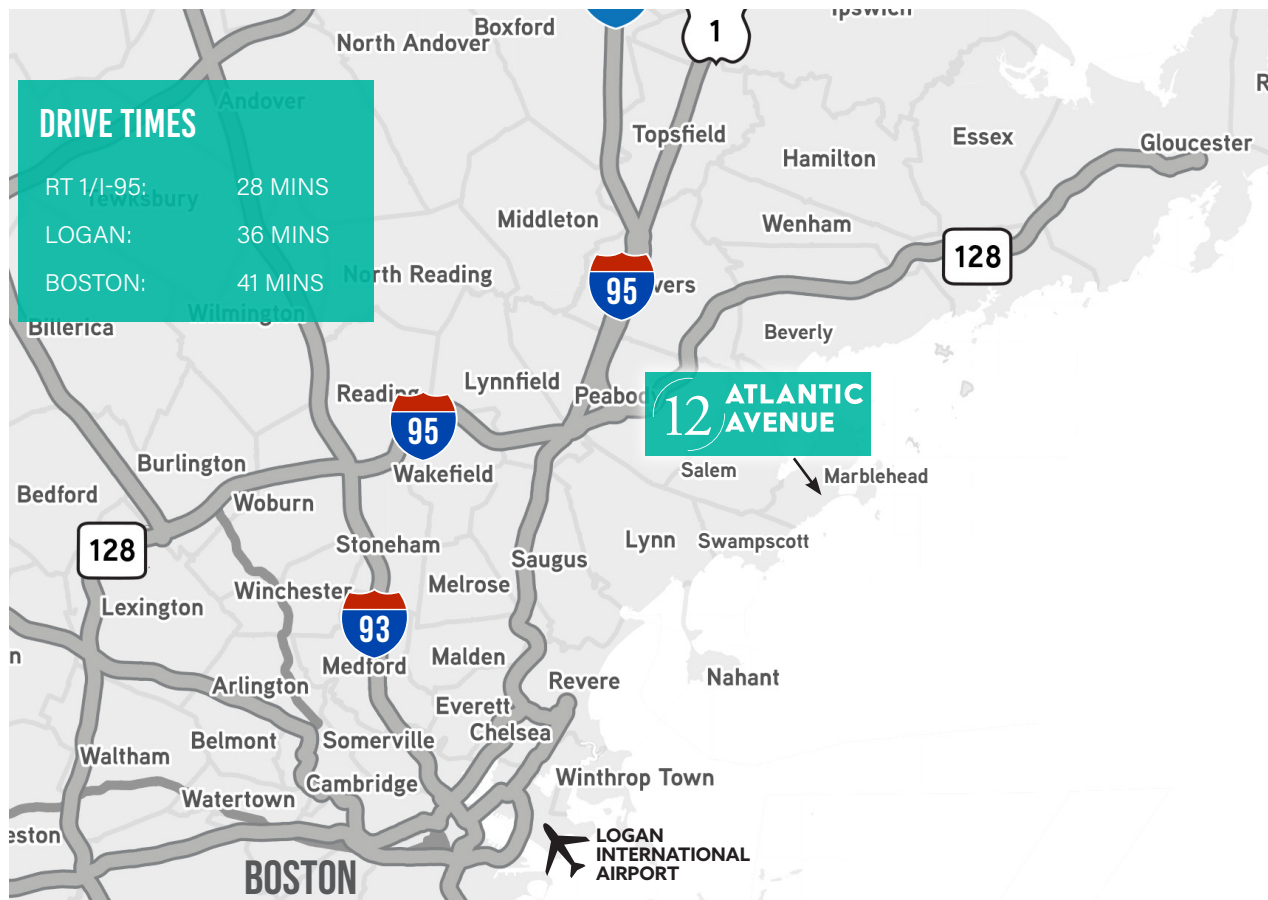 Ipswich
Boxford
1
North Andover
Andover
DRIVE TIMES
Topsfield
Essex
Gloucester
Hamilton
RT 1/I-95: 28 MINS
Tewksbury
Middleton
Wenham
LOGAN: 36 MINS
128
North Reading
BOSTON: 41 MINS
95
vers
Wilmington
Billerica
Beverly
Lynnfield
Reading
Peabody
12 ATLANTIC
AVENUE
95
Burlington
Wakefield
Salem
Marblehead
Bedford
Woburn
128
Stoneham
Lynn
Swampscott
Saugus
Winchester
Melrose
Lexington
93
n
Medford
Malden
Nahant
Arlington
Revere
Everett
Chelsea
Belmont
Somerville
Waltham
Cambridge
Winthrop Town
Watertown
eston
LOGAN
INTERNATIONAL
AIRPORT
BOSTON
R